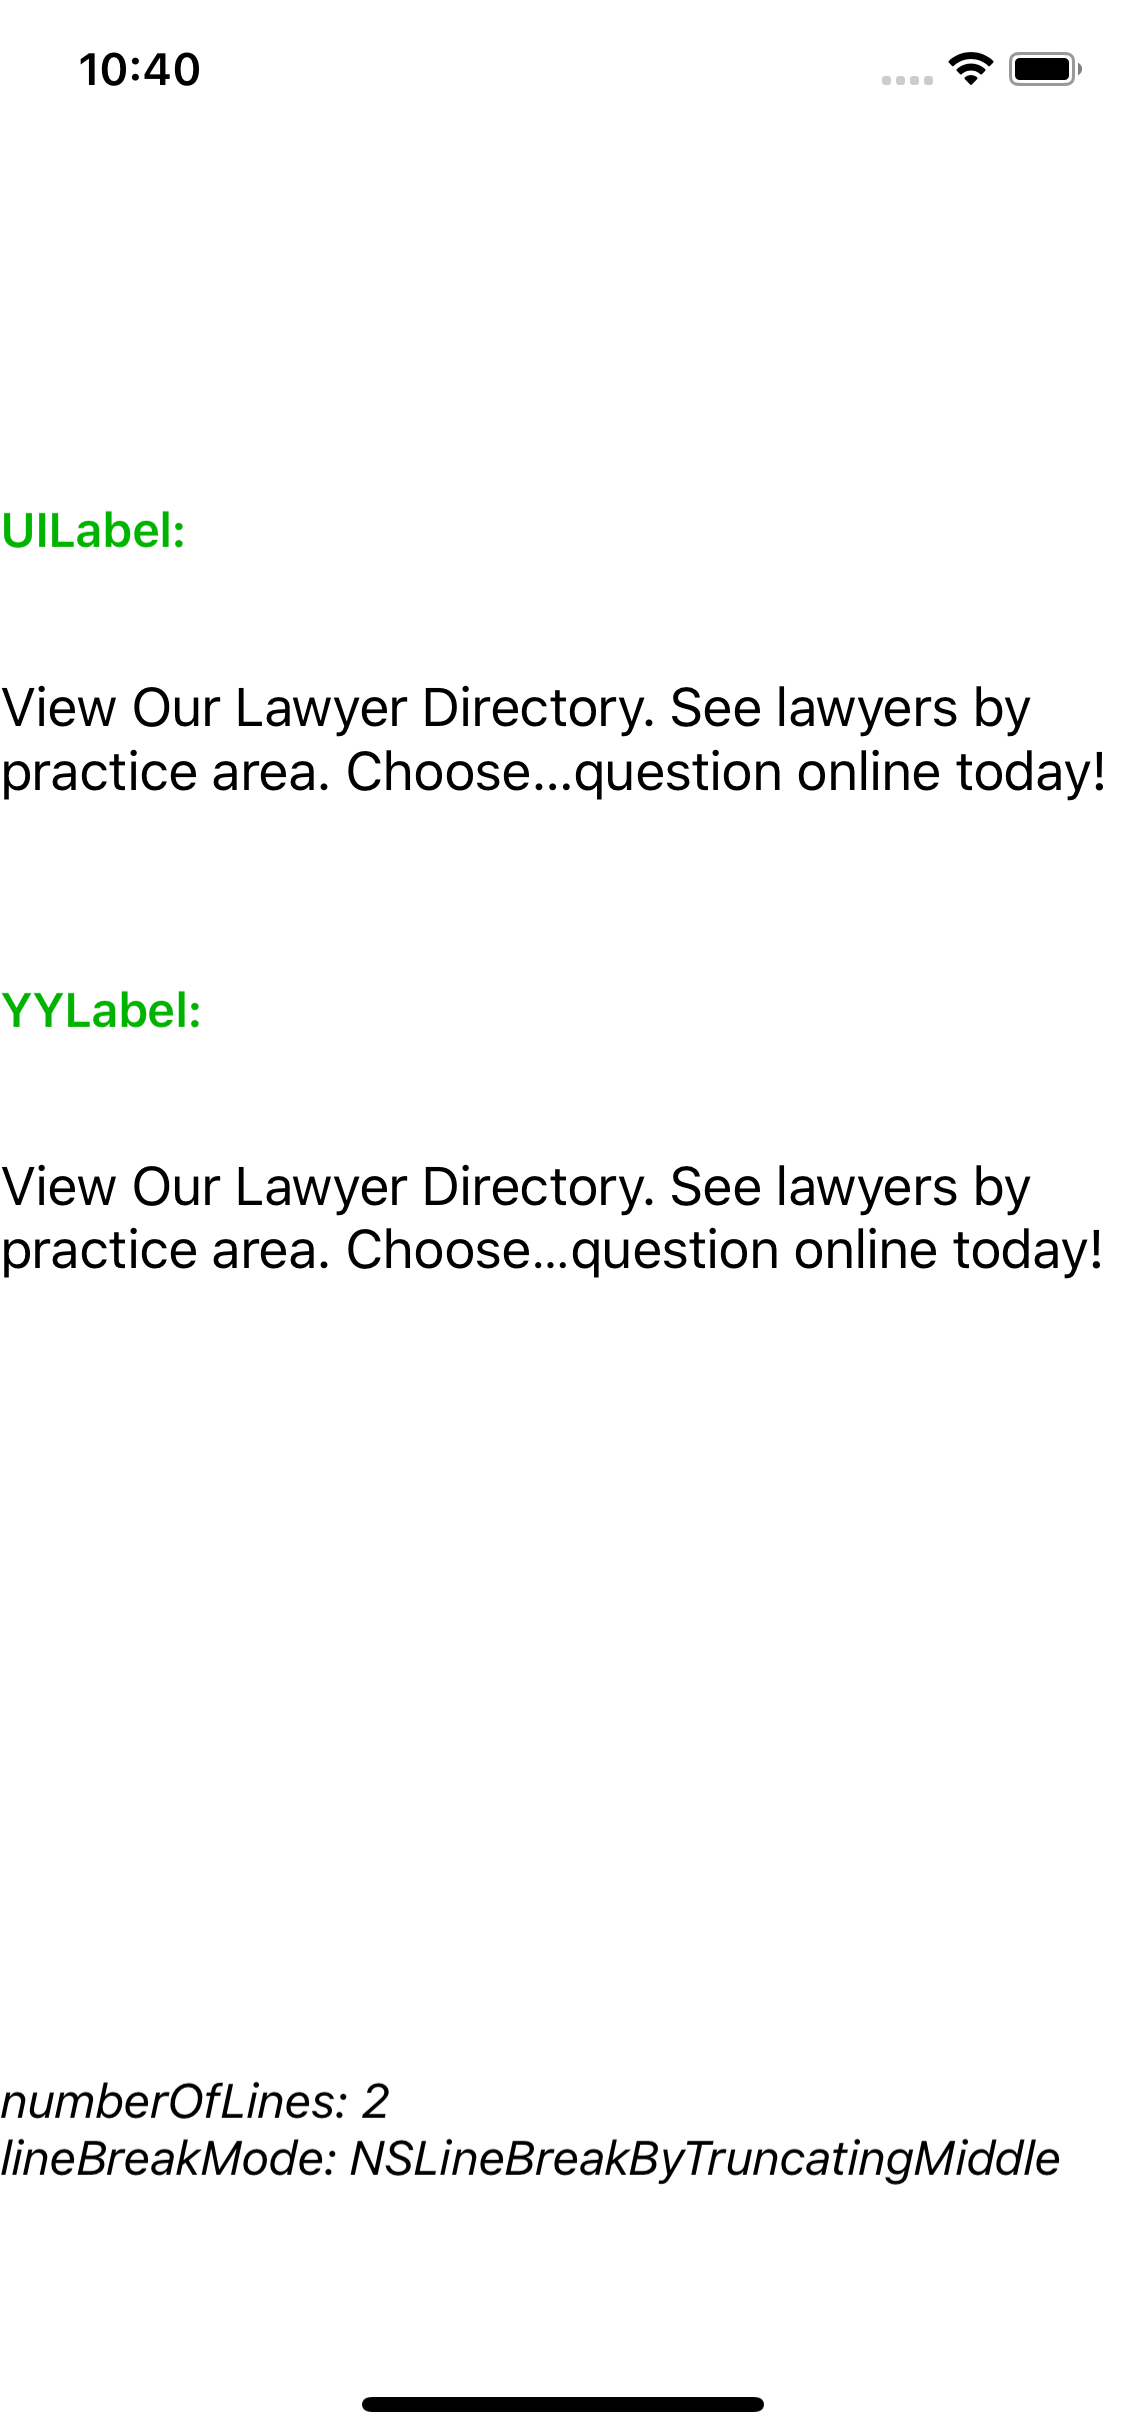 10:40
UILabel:
View Our Lawyer Directory. See lawyers by
practice area. Choose...question online today!
YYLabel:
View Our Lawyer Directory. See lawyers by
practice area. Choose...question online today!
numberOfLines: 2
lineBreakMode: NSLineBreakByTruncatingMiddle